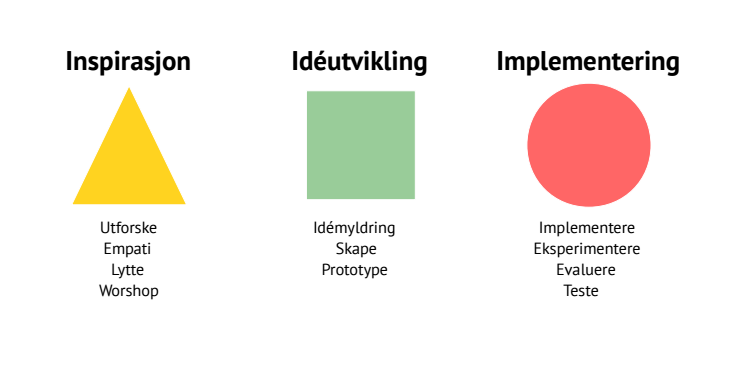 Inspirasjon
Utforske
Empati
Lytte
Worshop
Idéutvikling
Idémyldring
Skape
Prototype
Implementering
Implementere
Eksperimentere
Evaluere
Teste